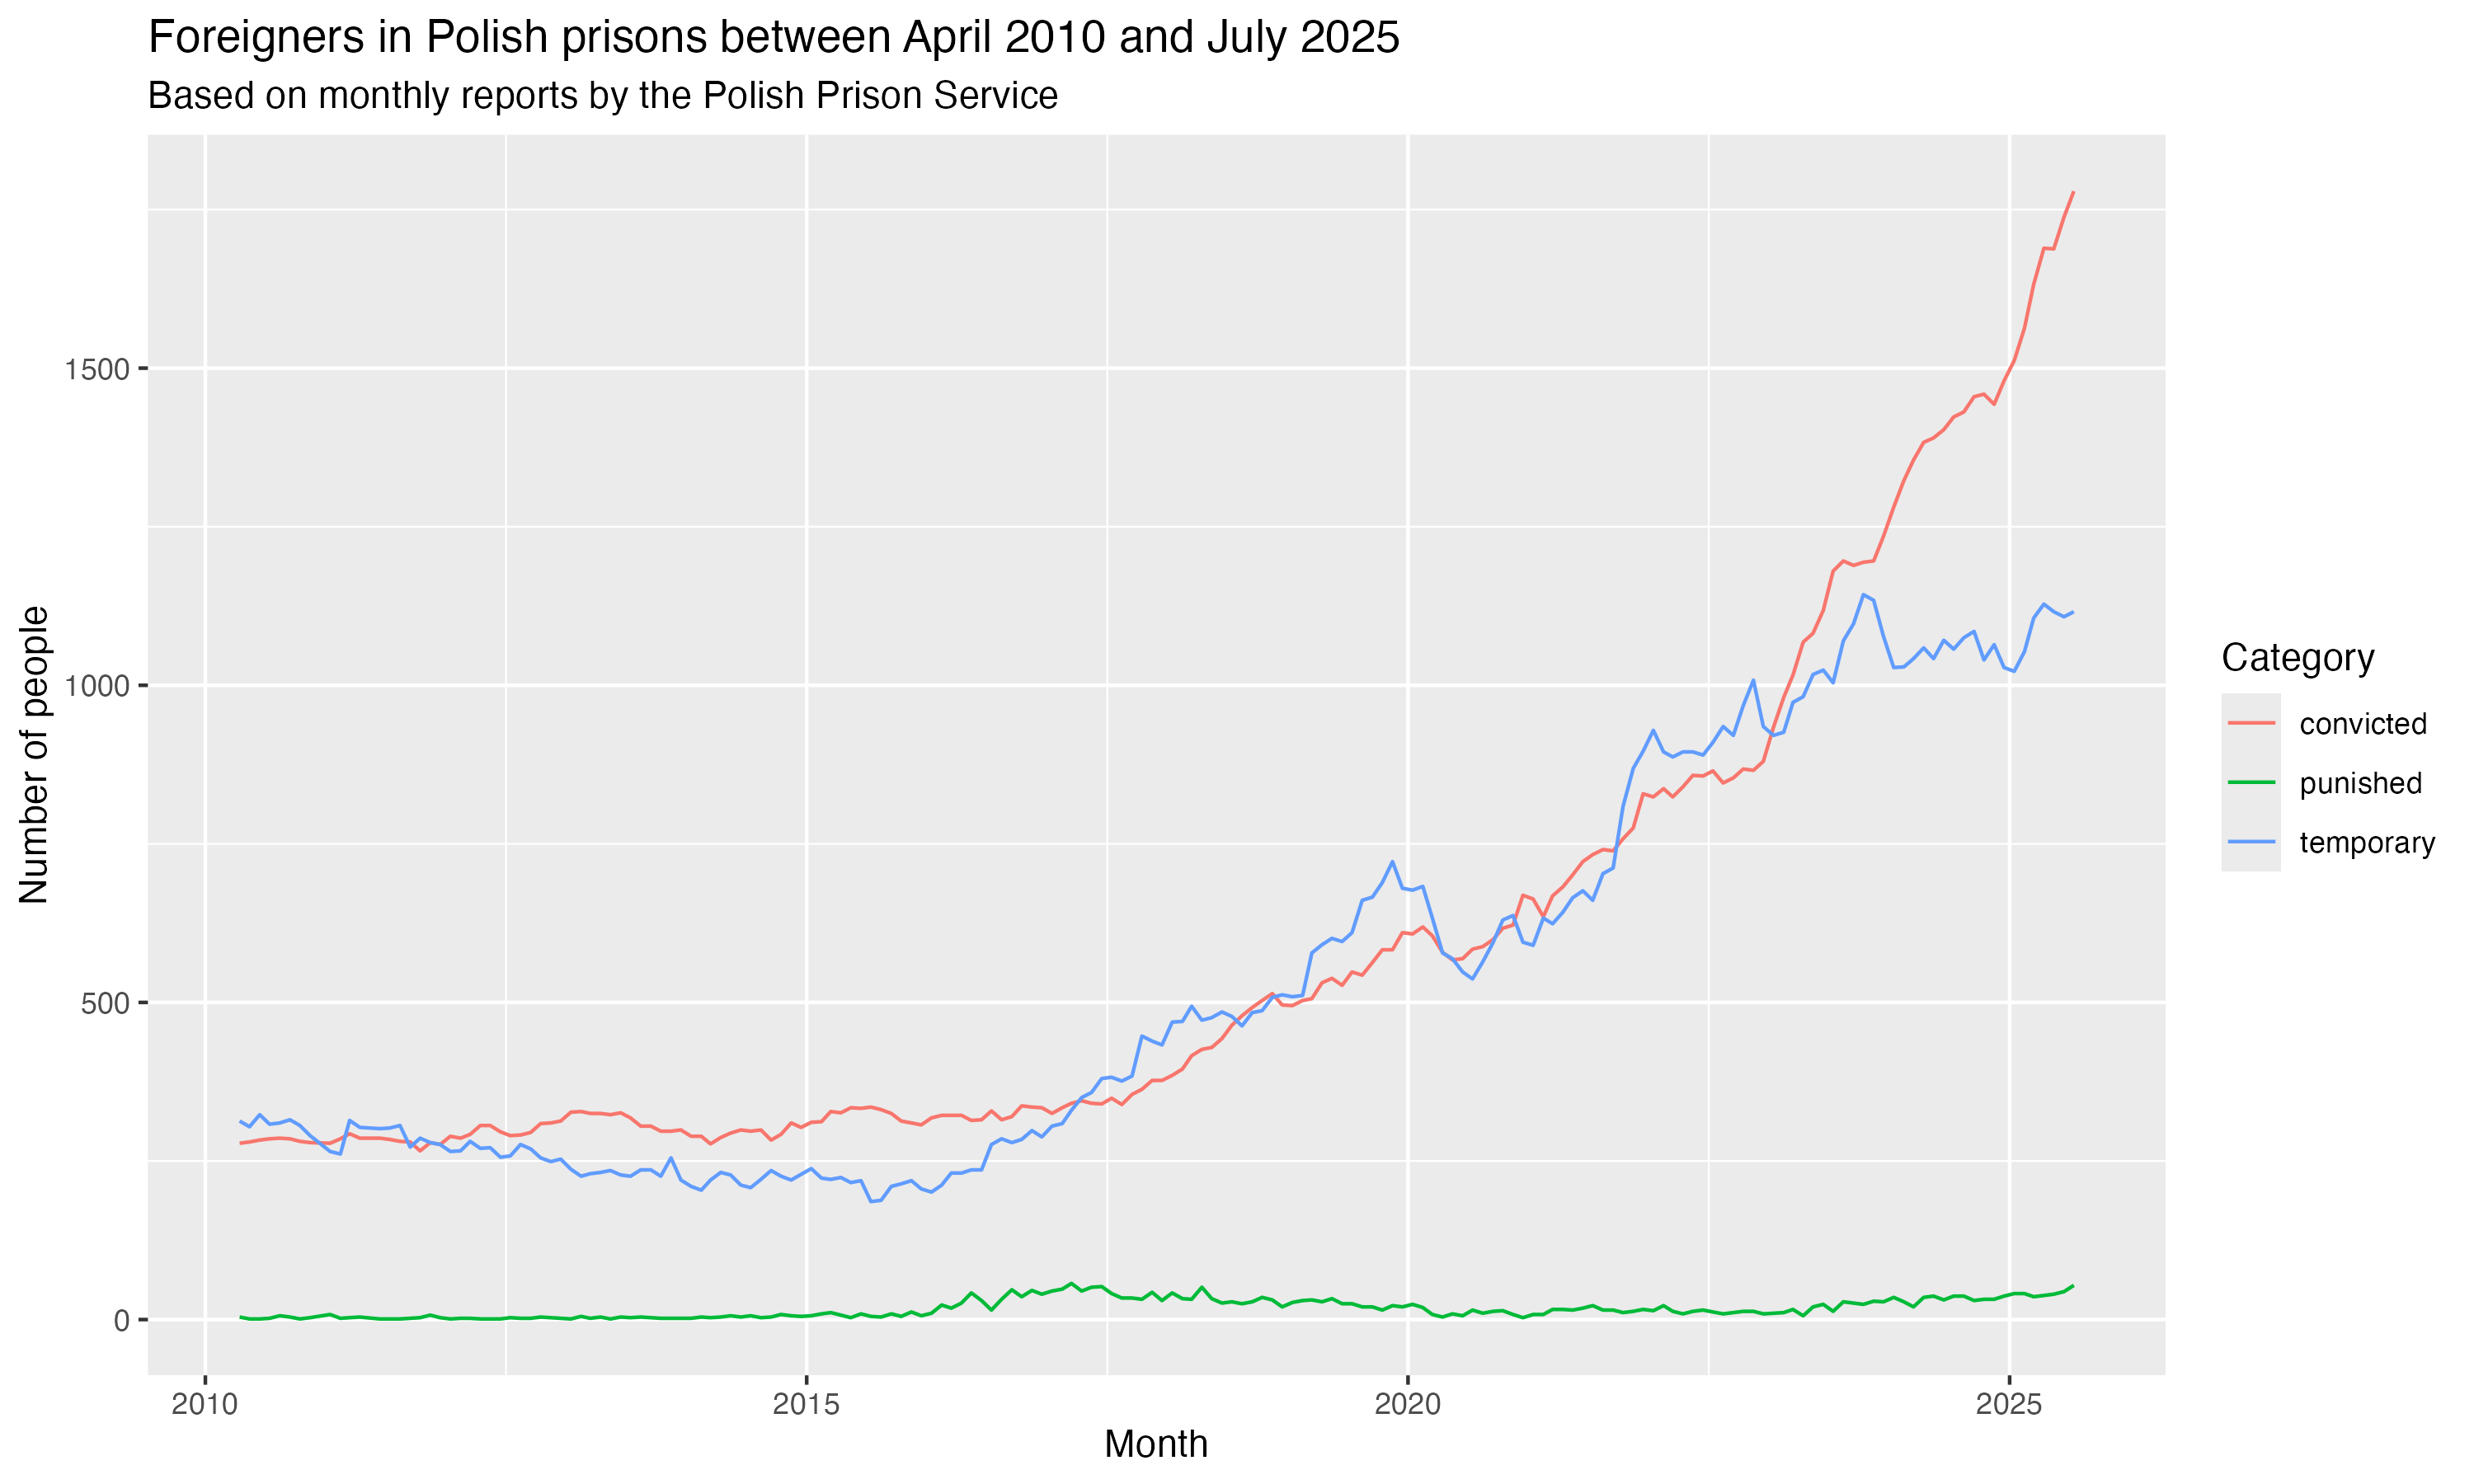 Foreigners in Polish prisons between April 2010 and July 2025
Based on monthly reports by the Polish Prison Service
1500
1000
500
0
Number of people
2010
2015
2020
2025
Month
Category
convicted
punished
temporary